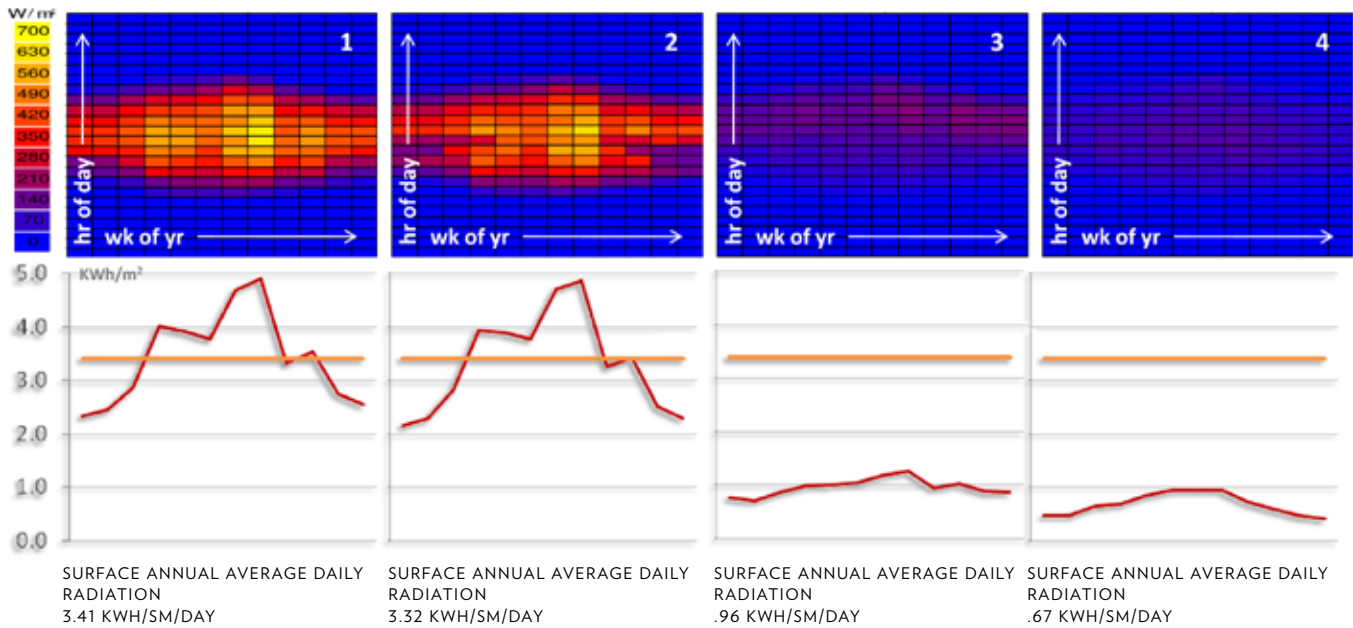 W/㎡
700
630
560
490
420
350
280
210
140
70
0
hr of day
wk of yr
1
hr of day
wk of yr
2
hr of day
wk of yr
3
hr of day
wk of yr
4
5.0
4.0
3.0
2.0
1.0
0.0
KWh/m²
SURFACE ANNUAL AVERAGE DAILY
RADIATION
3.41 KWH/SM/DAY
SURFACE ANNUAL AVERAGE DAILY
RADIATION
3.32 KWH/SM/DAY
SURFACE ANNUAL AVERAGE DAILY
RADIATION
.96 KWH/SM/DAY
SURFACE ANNUAL AVERAGE DAILY
RADIATION
.67 KWH/SM/DAY